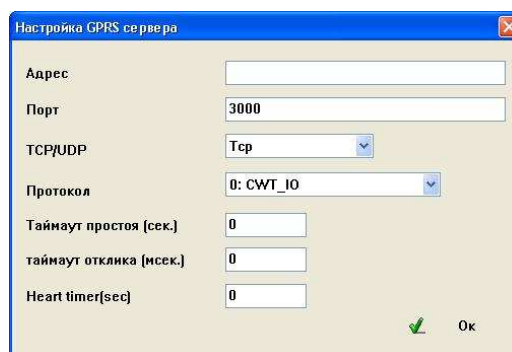 Настройка GPRS сервера
Адрес
Порт 3000
TCP/UDP Tcp
Протокол 0: CWT_IO
Таймаут простоя (сек.) 0
таймаут отклика (мсек.) 0
Heart timer(sec) 0
Ок